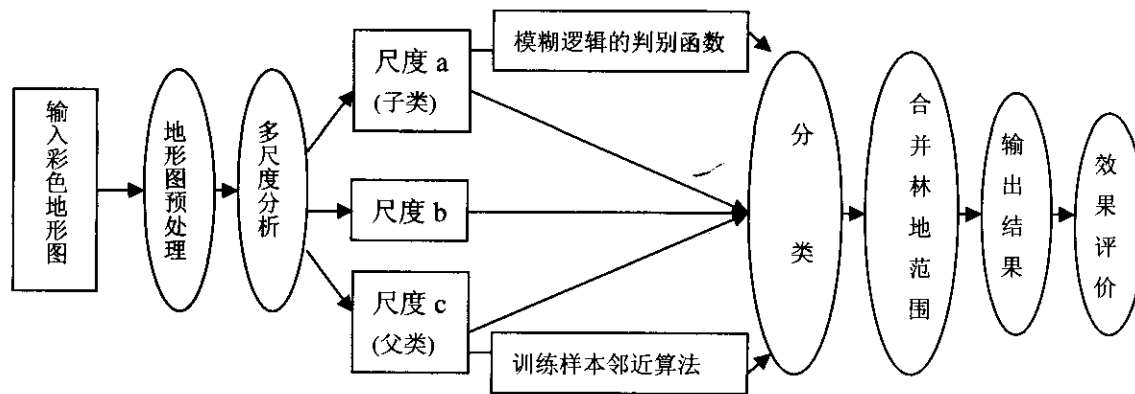 输入彩色地形图
地形图预处理
多尺度分析
尺度 a
(子类)
尺度 b
尺度 c
(父类)
模糊逻辑的判别函数
训练样本邻近算法
分类
合并林地范围
输出结果
效果评价